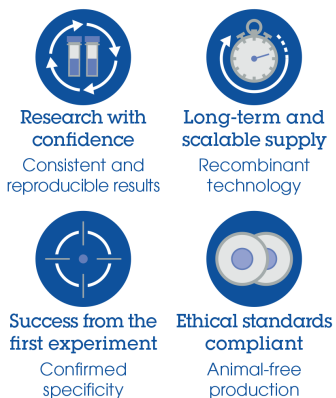 Research with
confidence
Consistent and
reproducible results
Long-term and
scalable supply
Recombinant
technology
Success from the
first experiment
Confirmed
specificity
Ethical standards
compliant
Animal-free
production